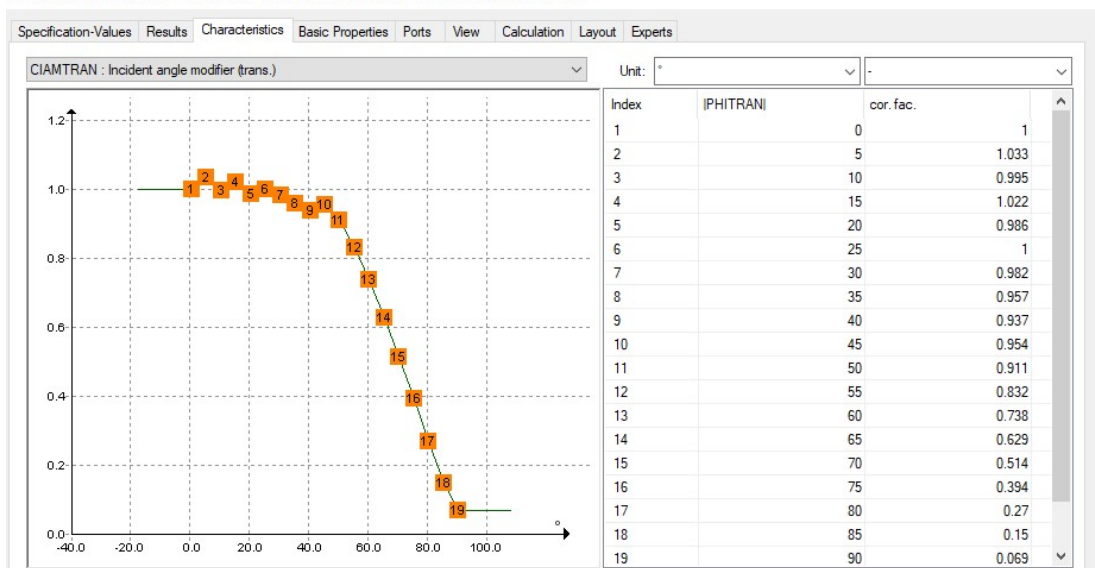 Specification-Values Results Characteristics Basic Properties Ports View Calculation Layout Experts
CIAMTRAN : Incident angle modifier (trans.)
Unit: ° -
1.2
1.0
0.8
0.6
0.4
0.2
0.0
-40.0 -20.0 0.0 20.0 40.0 60.0 80.0 100.0
°
1 2 3 4 5 6 7 8 9 10 11 12 13 14 15 16 17 18 19
Index |PHITRAN| cor. fac.
1 0 1
2 5 1.033
3 10 0.995
4 15 1.022
5 20 0.986
6 25 1
7 30 0.982
8 35 0.957
9 40 0.937
10 45 0.954
11 50 0.911
12 55 0.832
13 60 0.738
14 65 0.629
15 70 0.514
16 75 0.394
17 80 0.27
18 85 0.15
19 90 0.069